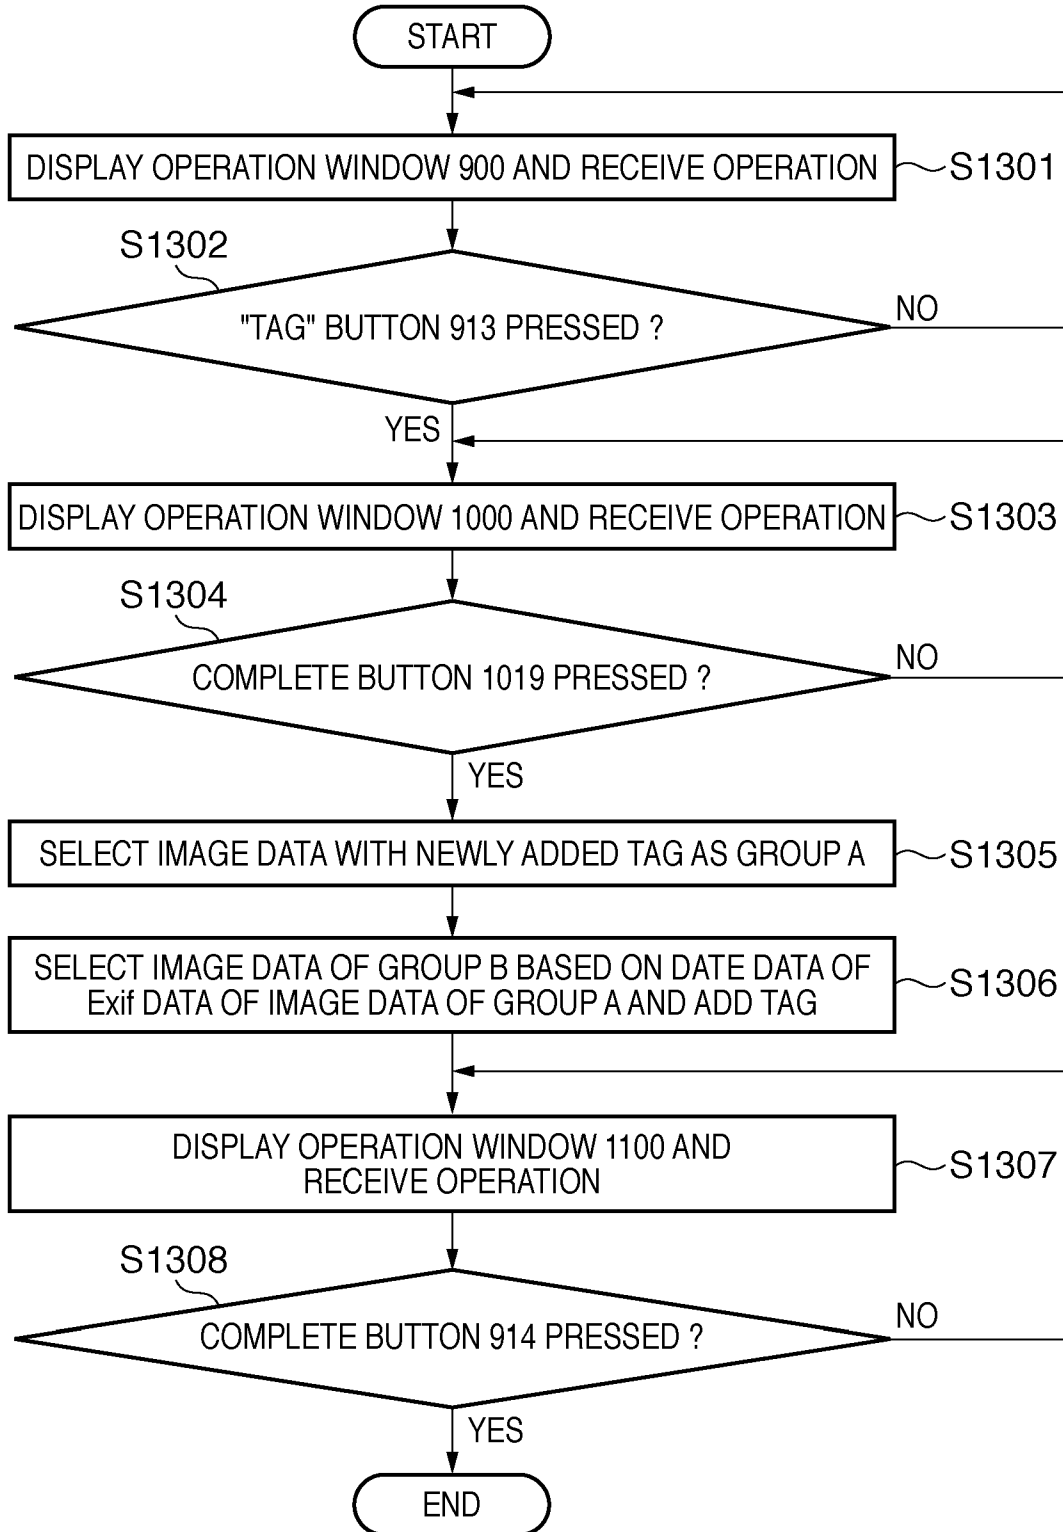 START
DISPLAY OPERATION WINDOW 900 AND RECEIVE OPERATION
S1301
S1302
"TAG" BUTTON 913 PRESSED ?
NO
YES
DISPLAY OPERATION WINDOW 1000 AND RECEIVE OPERATION
S1303
S1304
COMPLETE BUTTON 1019 PRESSED ?
NO
YES
SELECT IMAGE DATA WITH NEWLY ADDED TAG AS GROUP A
S1305
SELECT IMAGE DATA OF GROUP B BASED ON DATE DATA OF
Exif DATA OF IMAGE DATA OF GROUP A AND ADD TAG
S1306
DISPLAY OPERATION WINDOW 1100 AND
RECEIVE OPERATION
S1307
S1308
COMPLETE BUTTON 914 PRESSED ?
NO
YES
END